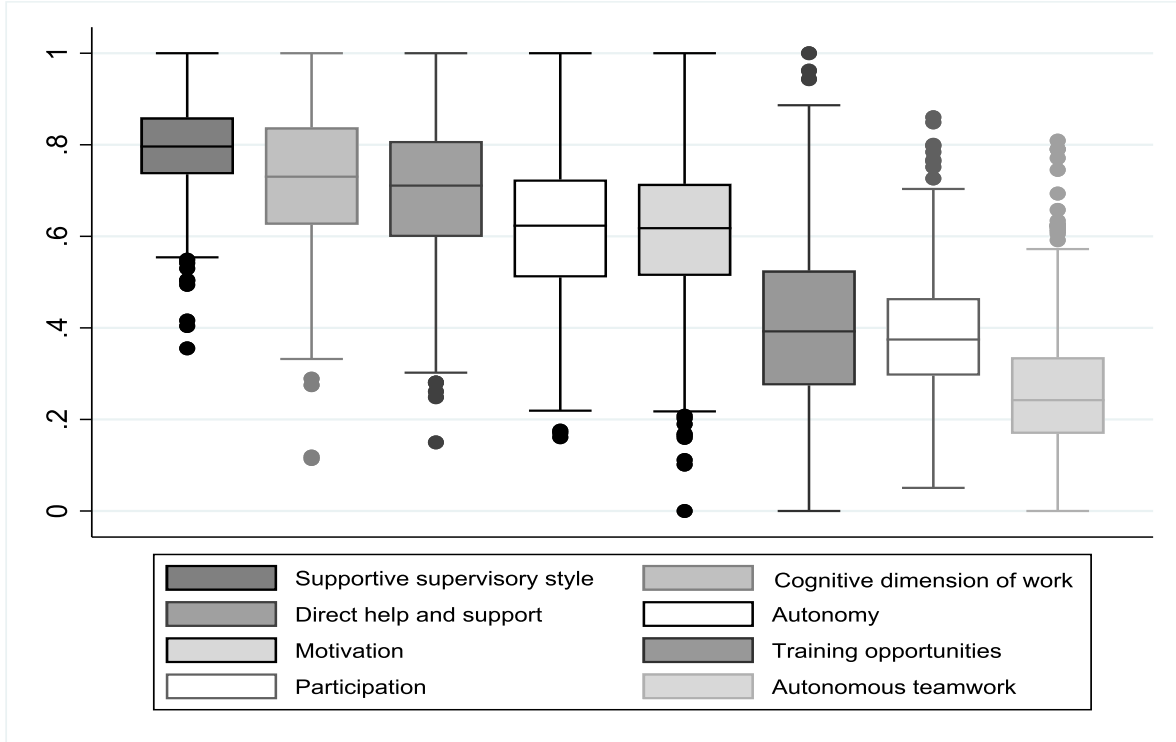 1
.8
.6
.4
.2
0
Supportive supervisory style Cognitive dimension of work
Direct help and support Autonomy
Motivation Training opportunities
Participation Autonomous teamwork